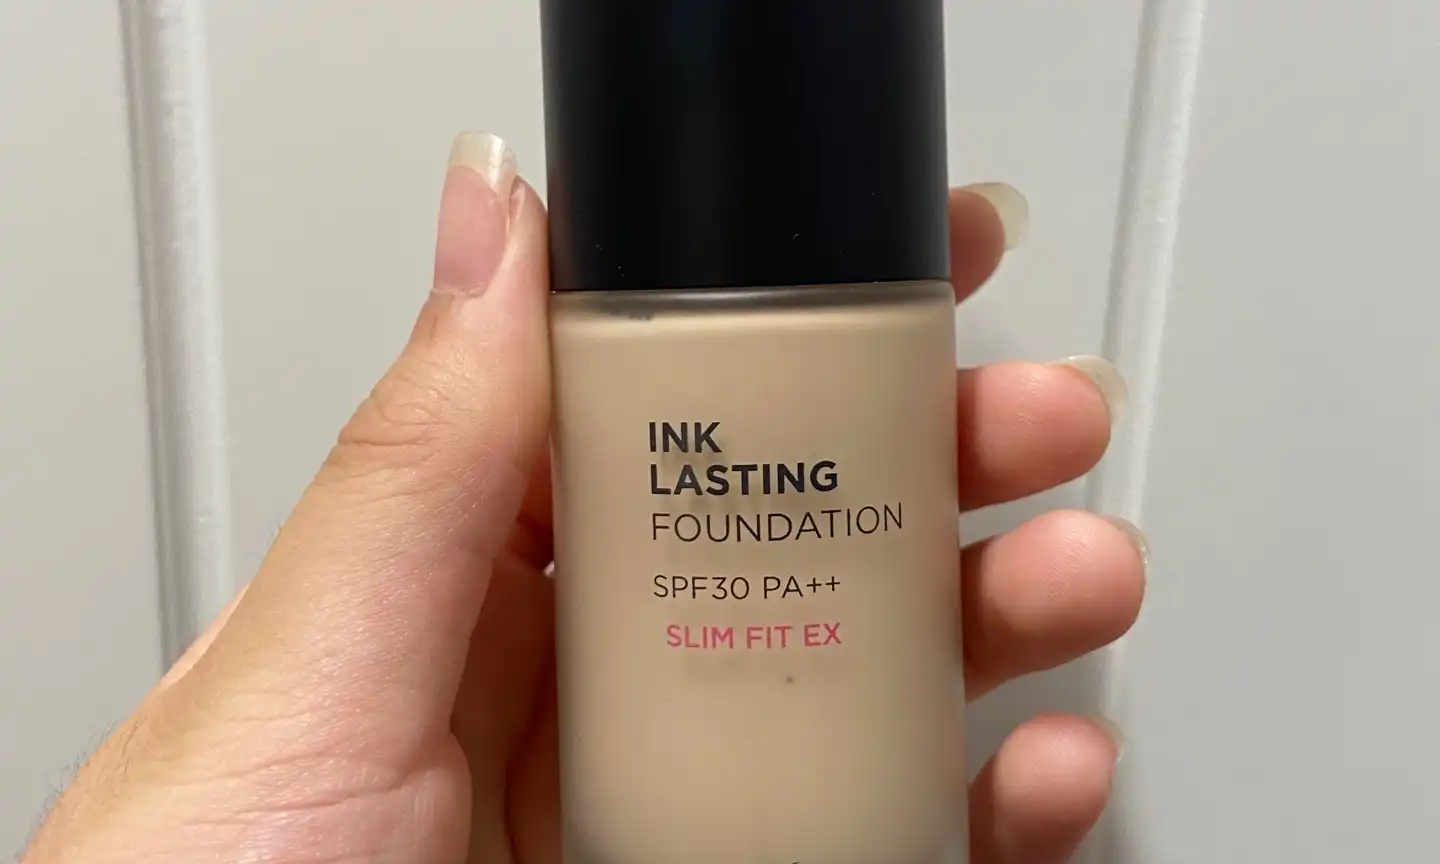 INK
LASTING
FOUNDATION
SPF30 PA++
SLIM FIT EX